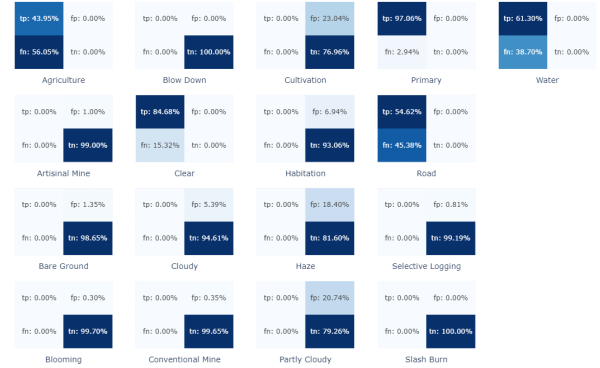 tp: 43.95% fp: 0.00% tp: 0.00% fp: 0.00% tp: 0.00% fp: 23.04% tp: 97.06% fp: 0.00% tp: 61.30% fp: 0.00%
fn: 56.05% tn: 0.00% fn: 0.00% tn: 100.00% fn: 0.00% tn: 76.96% fn: 2.94% tn: 0.00% fn: 38.70% tn: 0.00%
Agriculture Blow Down Cultivation Primary Water
tp: 0.00% fp: 1.00% tp: 84.68% fp: 0.00% tp: 0.00% fp: 6.94% tp: 54.62% fp: 0.00%
fn: 0.00% tn: 99.00% fn: 15.32% tn: 0.00% fn: 0.00% tn: 93.06% fn: 45.38% tn: 0.00%
Artisinal Mine Clear Habitation Road
tp: 0.00% fp: 1.35% tp: 0.00% fp: 5.39% tp: 0.00% fp: 18.40% tp: 0.00% fp: 0.81%
fn: 0.00% tn: 98.65% fn: 0.00% tn: 94.61% fn: 0.00% tn: 81.60% fn: 0.00% tn: 99.19%
Bare Ground Cloudy Haze Selective Logging
tp: 0.00% fp: 0.30% tp: 0.00% fp: 0.35% tp: 0.00% fp: 20.74% tp: 0.00% fp: 0.00%
fn: 0.00% tn: 99.70% fn: 0.00% tn: 99.65% fn: 0.00% tn: 79.26% fn: 0.00% tn: 100.00%
Blooming Conventional Mine Partly Cloudy Slash Burn